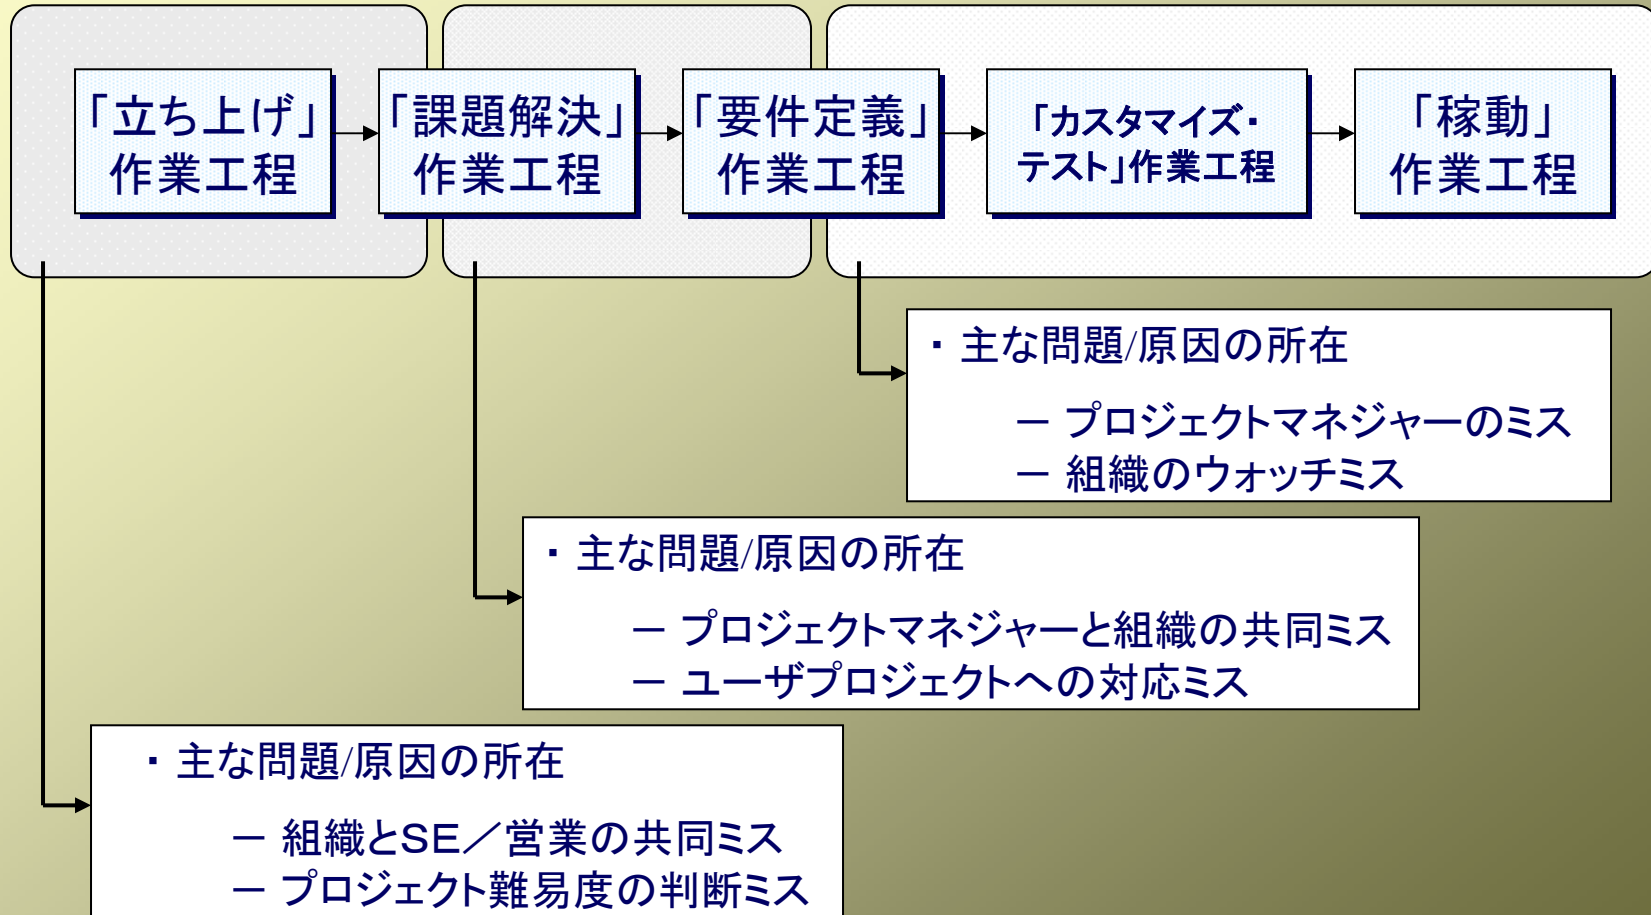 「立ち上げ」
作業工程
「課題解決」
作業工程
「要件定義」
作業工程
「カスタマイズ・
テスト」作業工程
「稼動」
作業工程
・ 主な問題/原因の所在
－ プロジェクトマネジャーのミス
－ 組織のウォッチミス
・ 主な問題/原因の所在
－ プロジェクトマネジャーと組織の共同ミス
－ ユーザプロジェクトへの対応ミス
・ 主な問題/原因の所在
－ 組織とSE／営業の共同ミス
－ プロジェクト難易度の判断ミス